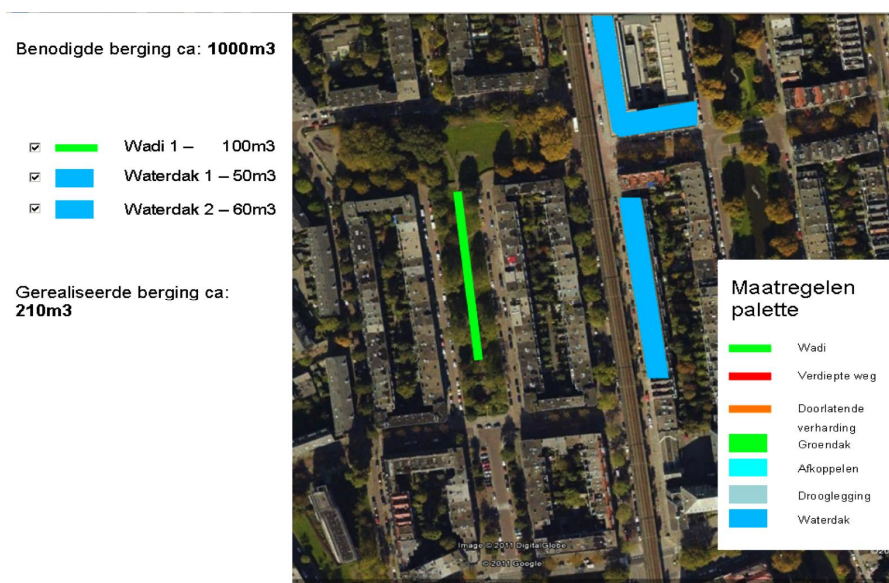 Benodigde berging ca: 1000m3
Wadi 1 – 100m3
Waterdak 1 – 50m3
Waterdak 2 – 60m3
Gerealiseerde berging ca:
210m3
Maatregelen
palette
Wadi
Verdiepte weg
Doorlatende
verharding
Groendak
Afkoppelen
Drooglegging
Waterdak
Image © 2011 DigitalGlobe
© 2011 Google